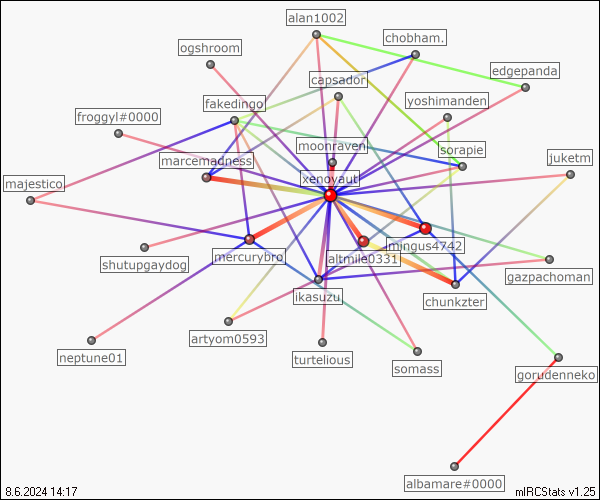 alan1002
chobham.
ogshroom
edgepanda
capsador
yoshimanden
fakedingo
froggyl#0000
moonraven
sorapie
marcemadness
juketm
xenoyaut
majestico
mingus4742
mercurybro
altmile0331
shutupgaydog
gazpachoman
ikasuzu
chunkzter
artyom0593
neptune01
turtelious
somass
gorudenneko
albamare#0000
8.6.2024 14:17
mIRCStats v1.25